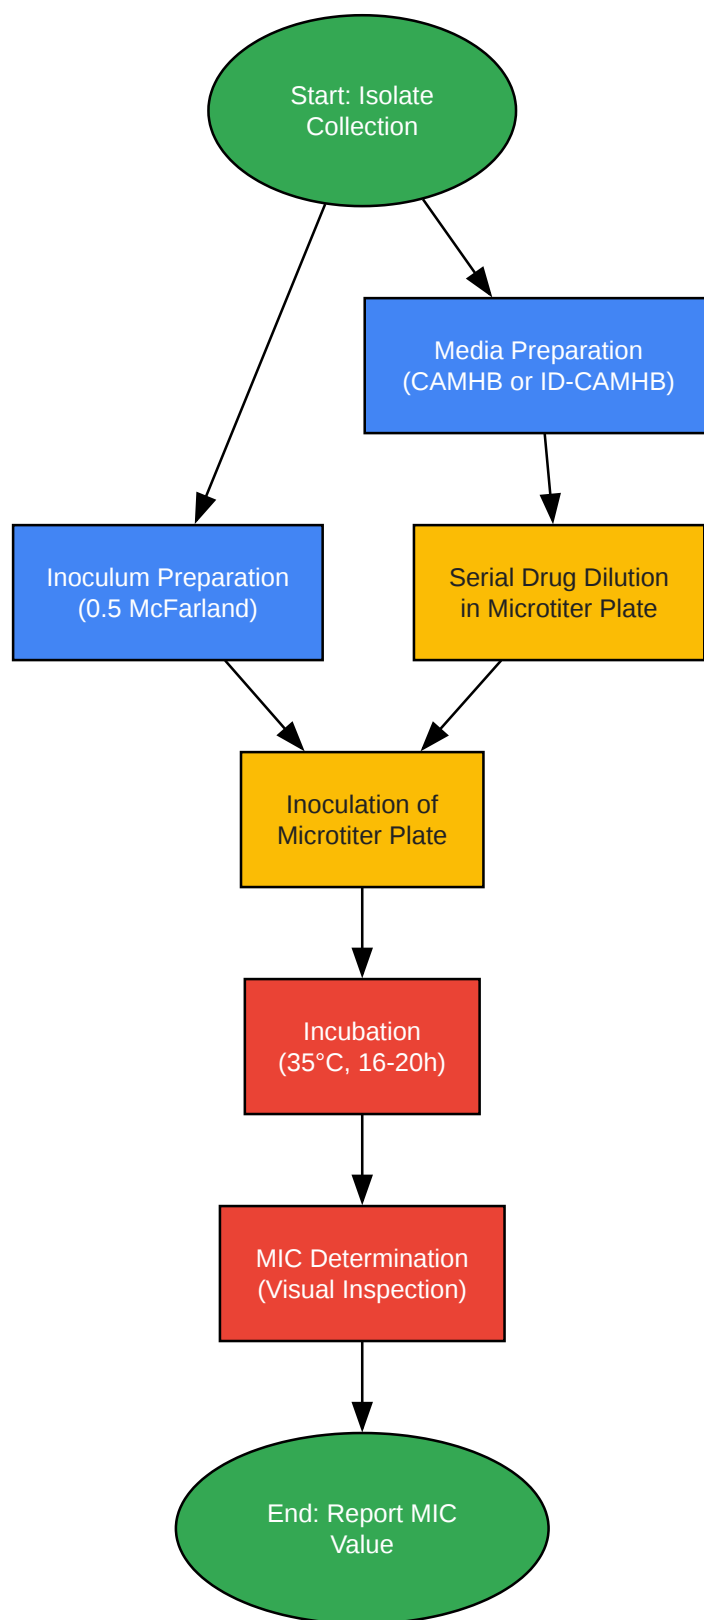 Start: Isolate
Collection
Media Preparation
(CAMHB or ID-CAMHB)
Inoculum Preparation
(0.5 McFarland)
Serial Drug Dilution
in Microtiter Plate
Inoculation of
Microtiter Plate
Incubation
(35°C, 16-20h)
MIC Determination
(Visual Inspection)
End: Report MIC
Value